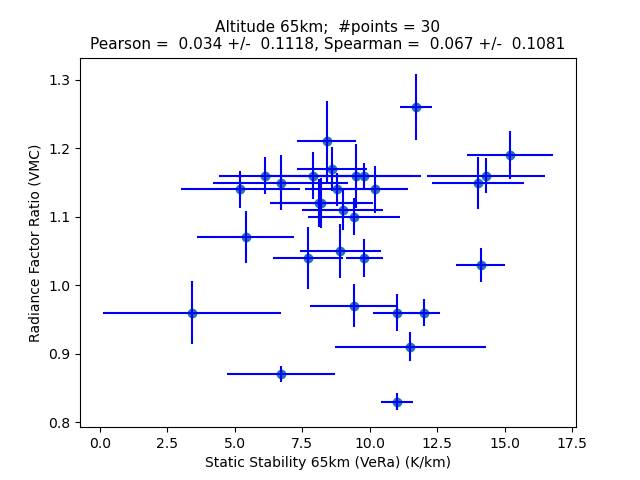 Altitude 65km;  #points = 30
Pearson =  0.034 +/-  0.1118, Spearman =  0.067 +/-  0.1081
1.3
1.2
1.1
1.0
0.9
0.8
Radiance Factor Ratio (VMC)
0.0 2.5 5.0 7.5 10.0 12.5 15.0 17.5
Static Stability 65km (VeRa) (K/km)